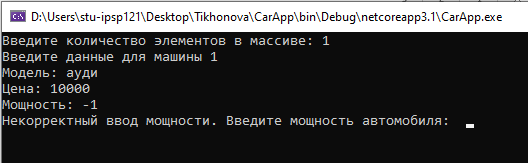 D:\Users\stu-ipsp121\Desktop\Tikhonova\CarApp\bin\Debug\netcoreapp3.1\CarApp.exe
Введите количество элементов в массиве: 1
Введите данные для машины 1
Модель: ауди
Цена: 10000
Мощность: -1
Некорректный ввод мощности. Введите мощность автомобиля: